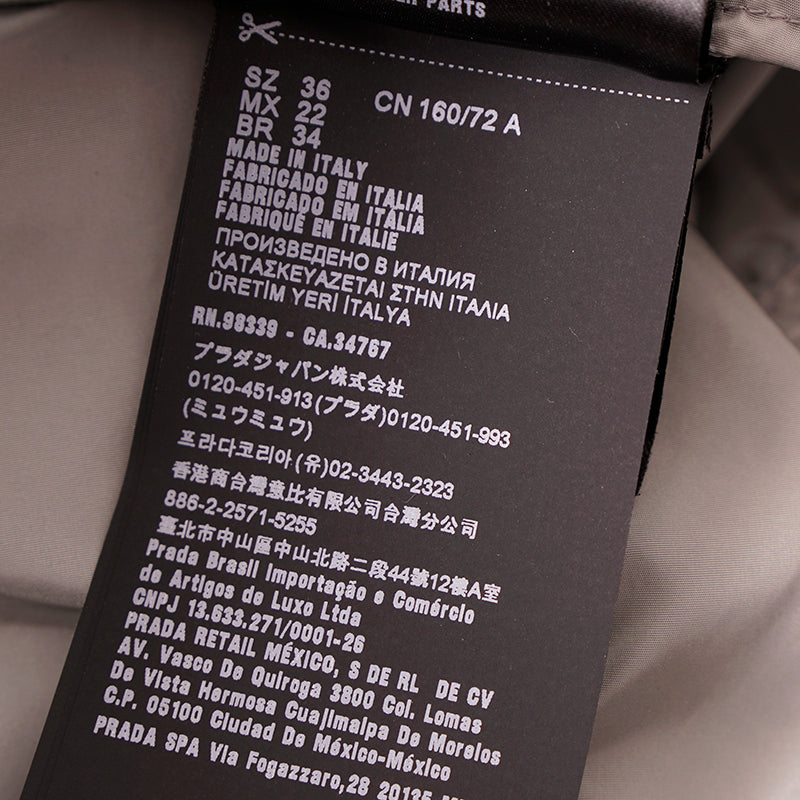 PARTS
SZ 36
MX 22 CN 160/72 A
BR 34
MADE IN ITALY
FABRICADO EN ITALIA
FABRICADO EM ITÁLIA
FABRIQUÉ EN ITALIE
ПРОИЗВЕДЕНО В ИТАЛИЯ
ΚΑΤΑΣΚΕΥΑΖΕΤΑΙ ΣΤΗΝ ΙΤΑΛΙΑ
ÜRETİM YERİ İTALYA
RN.98339 - CA.34767
プラダジャパン株式会社
0120-451-913(プラダ)0120-451-993
(ミュウミュウ)
프라다코리아(유)02-3443-2323
香港商台灣意比有限公司台灣分公司
886-2-2571-5255
臺北市中山區中山北路二段44號12樓A室
Prada Brasil Importação e Comércio
de Artigos de Luxo Ltda
CNPJ 13.633.271/0001-26
PRADA RETAIL MÉXICO, S DE RL DE CV
AV. Vasco De Quiroga 3800 Col. Lomas
De Vista Hermosa Cuajimalpa De Morelos
C.P. 05100 Ciudad De México-México
PRADA SPA Via Fogazzaro,28 20135